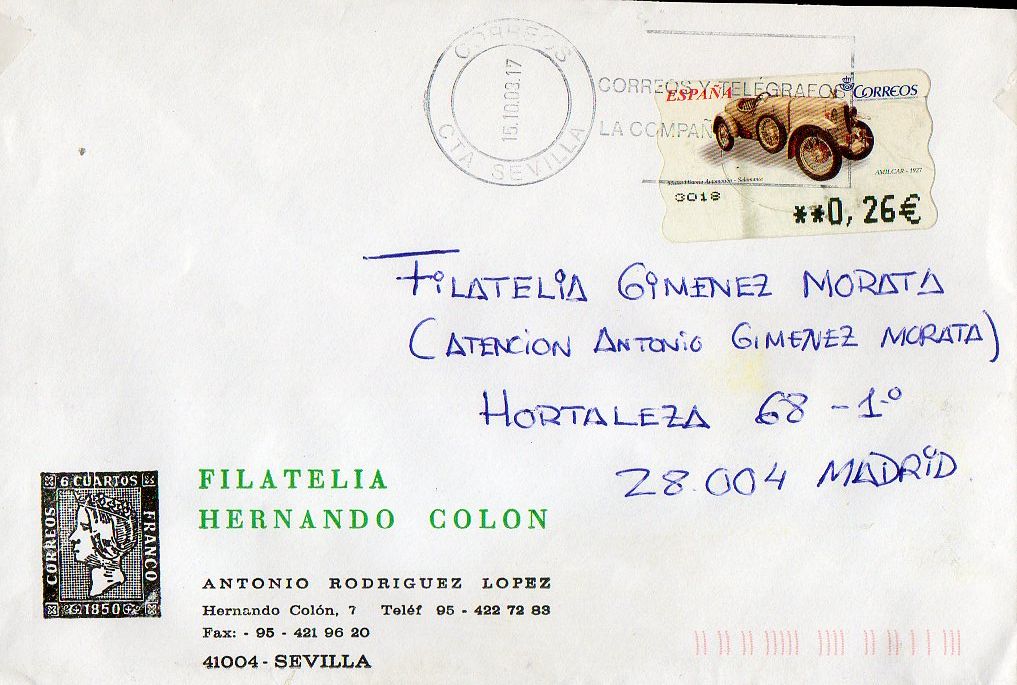 CORREOS
15.10.03.17
CTA SEVILLA
CORREOS Y TELÉGRAFOS
LA COMPAÑ
ESPAÑA
CORREOS
AMILCAR - 1927
Salamanca
3018
**0,26€
FILATELIA GIMENEZ MORATA
(ATENCION ANTONIO GIMENEZ MORATA)
HORTALEZA 68 - 1º
28.004 MADRID.
6 CUARTOS
CORREOS
FRANCO
1850
FILATELIA
HERNANDO COLON
ANTONIO RODRIGUEZ LOPEZ
Hernando Colón, 7 Teléf 95 - 422 72 83
Fax: - 95 - 421 96 20
41004 - SEVILLA